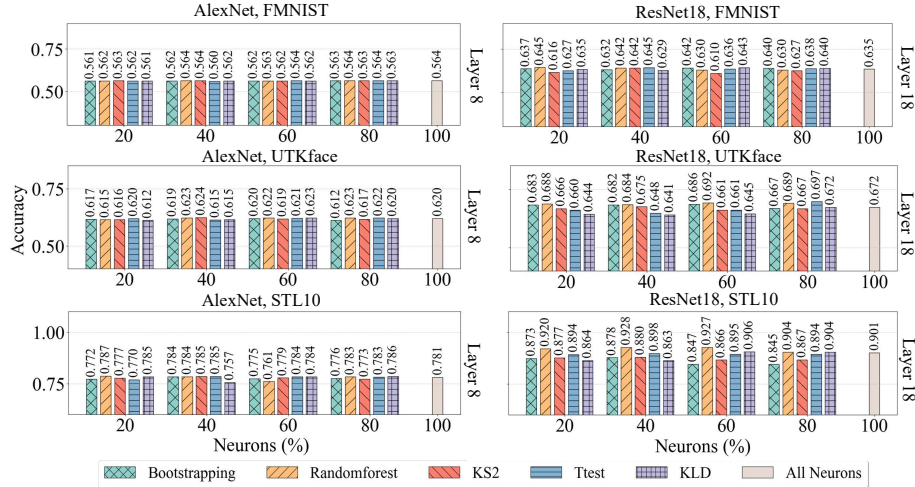 AlexNet, FMNIST
0.75
0.50
0.561 0.562 0.563 0.562 0.561
0.562 0.564 0.564 0.560 0.562
0.562 0.563 0.562 0.564 0.562
0.563 0.564 0.563 0.564 0.563
0.564
20 40 60 80 100
Layer 8
ResNet18, FMNIST
0.637 0.645 0.616 0.627 0.635
0.632 0.642 0.642 0.645 0.629
0.642 0.630 0.610 0.636 0.643
0.640 0.630 0.627 0.638 0.640
0.635
20 40 60 80 100
Layer 18
AlexNet, UTKface
Accuracy
0.75
0.50
0.617 0.615 0.616 0.620 0.612
0.619 0.623 0.624 0.615 0.615
0.620 0.622 0.619 0.621 0.623
0.612 0.623 0.617 0.622 0.620
0.620
20 40 60 80 100
Layer 8
ResNet18, UTKface
0.683 0.688 0.666 0.660 0.644
0.682 0.684 0.675 0.648 0.641
0.686 0.692 0.661 0.661 0.645
0.667 0.689 0.667 0.697 0.672
0.672
20 40 60 80 100
Layer 18
AlexNet, STL10
1.00
0.75
0.772 0.787 0.777 0.770 0.785
0.784 0.784 0.785 0.785 0.757
0.775 0.761 0.779 0.784 0.784
0.776 0.783 0.773 0.783 0.786
0.781
20 40 60 80 100
Neurons (%)
Layer 8
ResNet18, STL10
0.873 0.920 0.877 0.894 0.864
0.878 0.928 0.880 0.898 0.863
0.847 0.927 0.866 0.895 0.906
0.845 0.904 0.867 0.894 0.904
0.901
20 40 60 80 100
Neurons (%)
Layer 18
Bootstrapping Randomforest KS2 Ttest KLD All Neurons